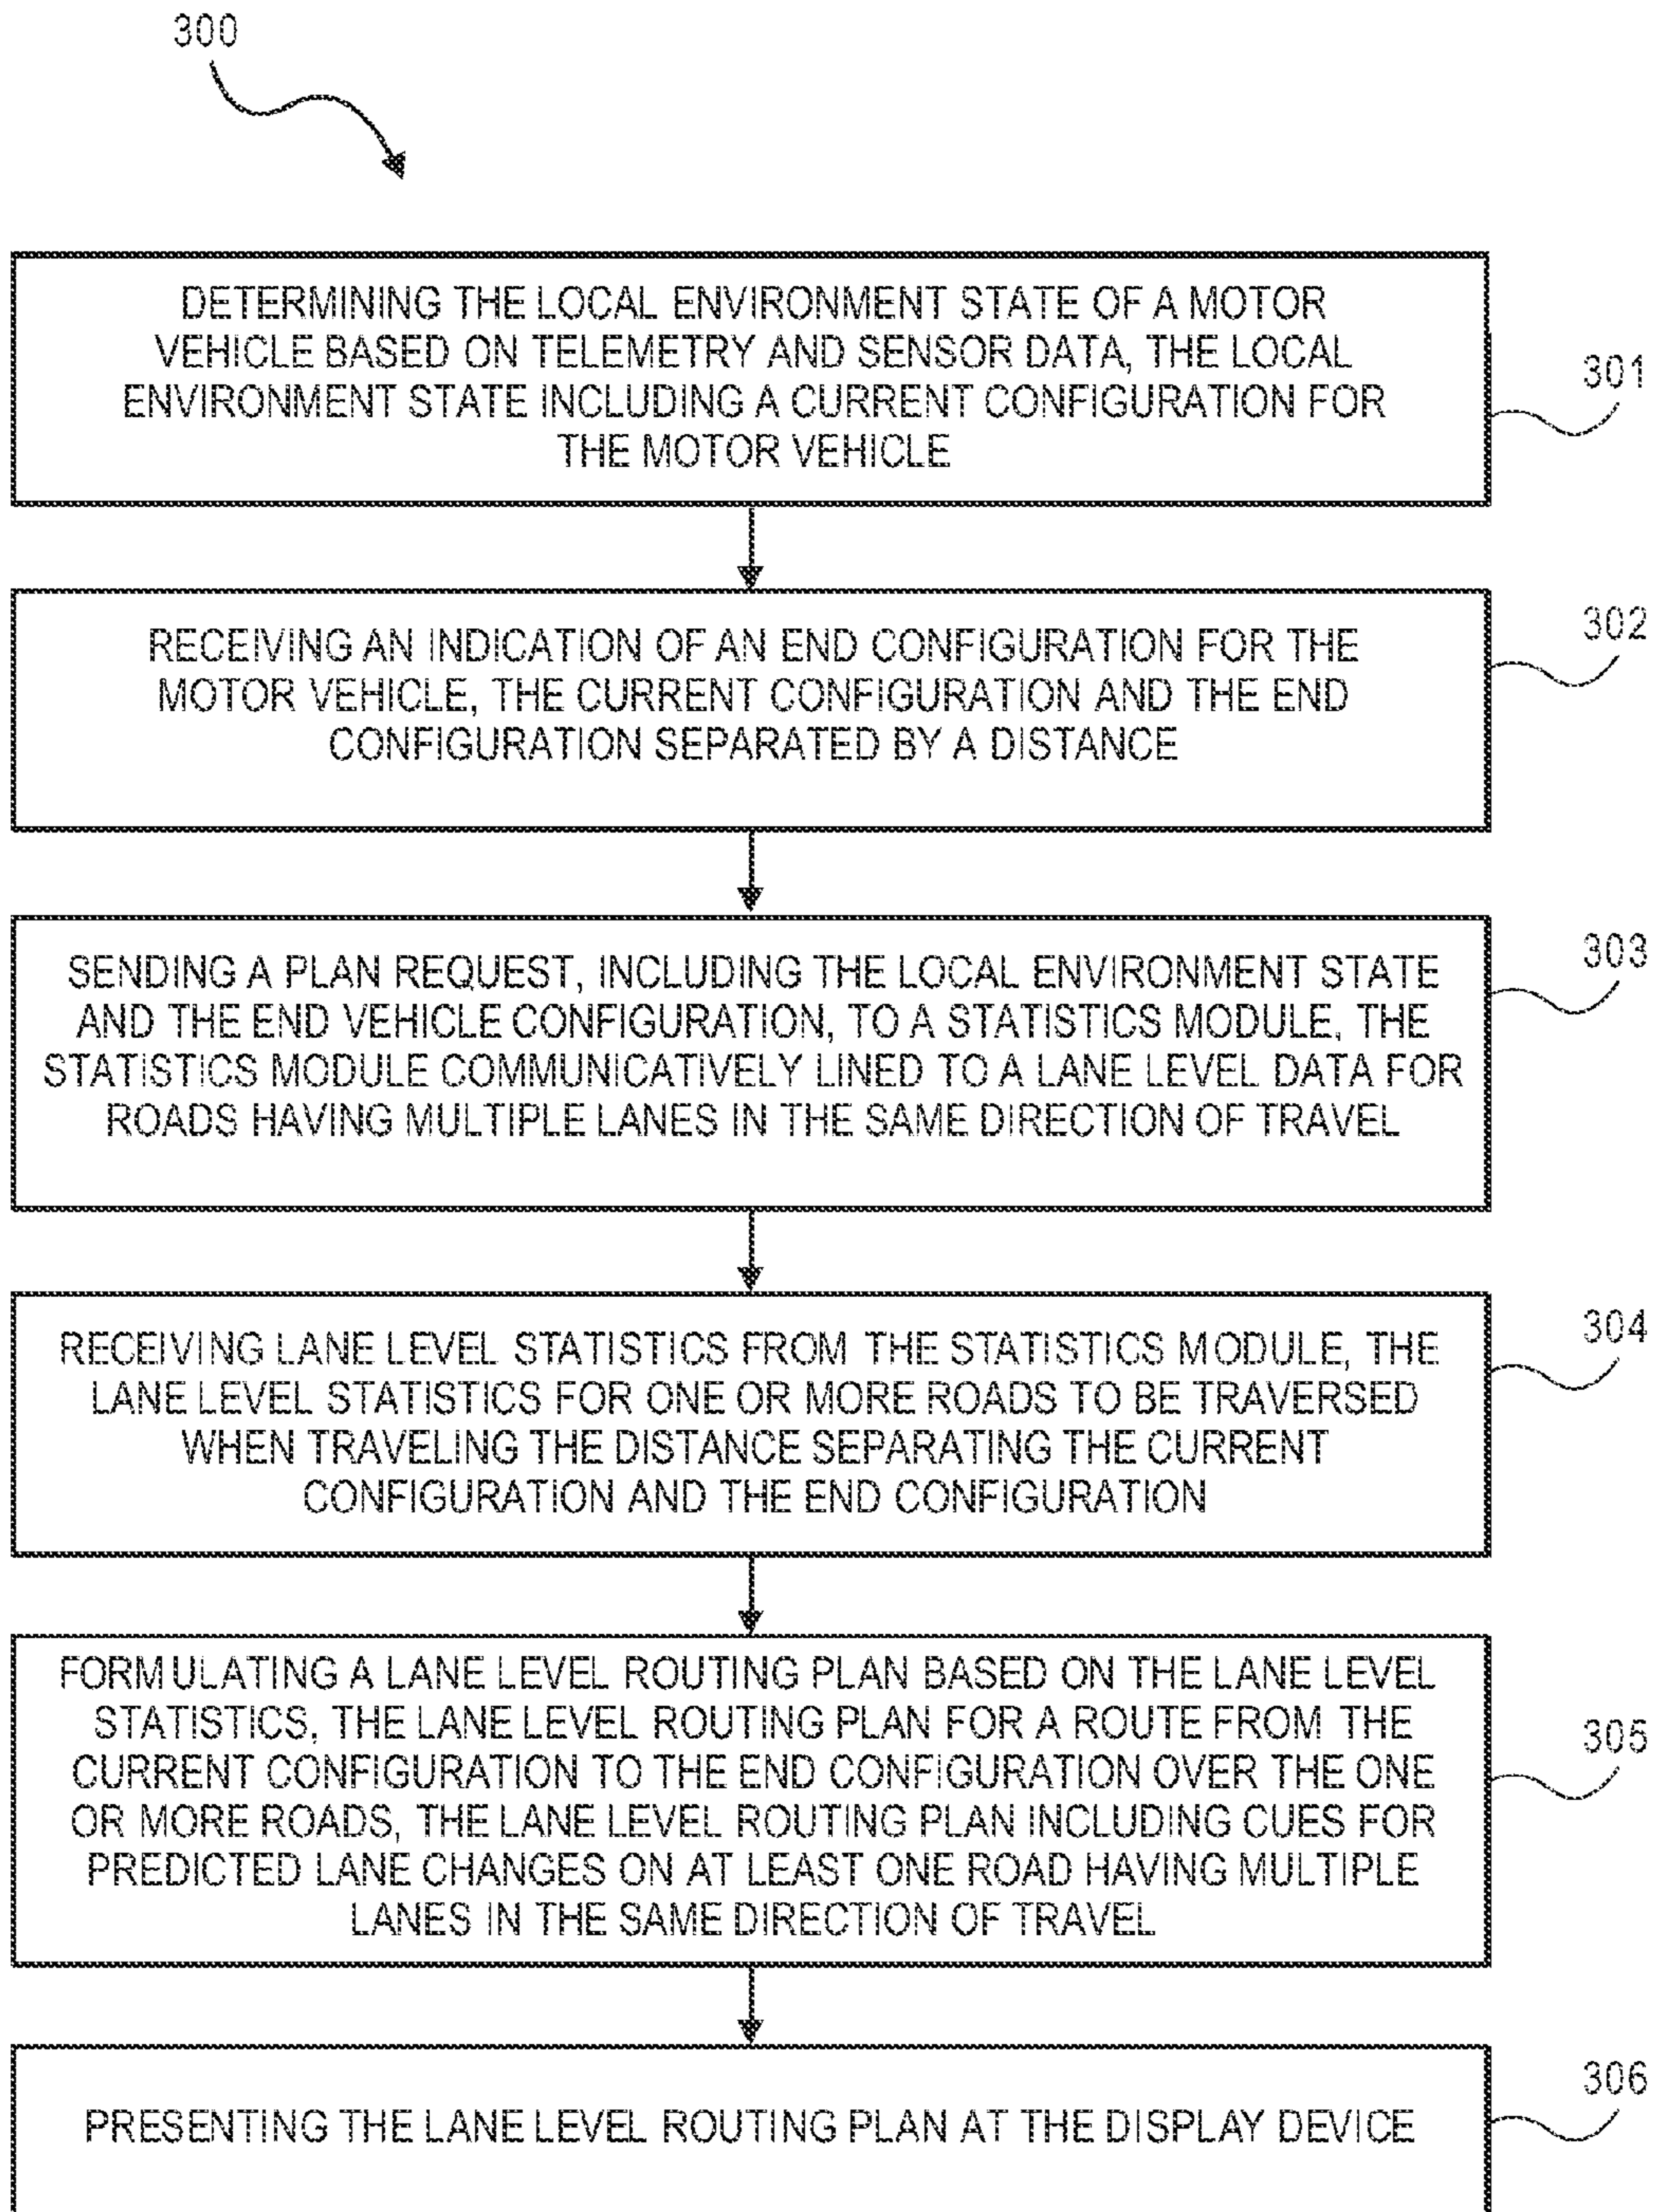 300
DETERMINING THE LOCAL ENVIRONMENT STATE OF A MOTOR
VEHICLE BASED ON TELEMETRY AND SENSOR DATA, THE LOCAL
ENVIRONMENT STATE INCLUDING A CURRENT CONFIGURATION FOR
THE MOTOR VEHICLE
301
RECEIVING AN INDICATION OF AN END CONFIGURATION FOR THE
MOTOR VEHICLE, THE CURRENT CONFIGURATION AND THE END
CONFIGURATION SEPARATED BY A DISTANCE
302
SENDING A PLAN REQUEST, INCLUDING THE LOCAL ENVIRONMENT STATE
AND THE END VEHICLE CONFIGURATION, TO A STATISTICS MODULE, THE
STATISTICS MODULE COMMUNICATIVELY LINED TO A LANE LEVEL DATA FOR
ROADS HAVING MULTIPLE LANES IN THE SAME DIRECTION OF TRAVEL
303
RECEIVING LANE LEVEL STATISTICS FROM THE STATISTICS MODULE, THE
LANE LEVEL STATISTICS FOR ONE OR MORE ROADS TO BE TRAVERSED
WHEN TRAVELING THE DISTANCE SEPARATING THE CURRENT
CONFIGURATION AND THE END CONFIGURATION
304
FORMULATING A LANE LEVEL ROUTING PLAN BASED ON THE LANE LEVEL
STATISTICS, THE LANE LEVEL ROUTING PLAN FOR A ROUTE FROM THE
CURRENT CONFIGURATION TO THE END CONFIGURATION OVER THE ONE
OR MORE ROADS, THE LANE LEVEL ROUTING PLAN INCLUDING CUES FOR
PREDICTED LANE CHANGES ON AT LEAST ONE ROAD HAVING MULTIPLE
LANES IN THE SAME DIRECTION OF TRAVEL
305
PRESENTING THE LANE LEVEL ROUTING PLAN AT THE DISPLAY DEVICE
306